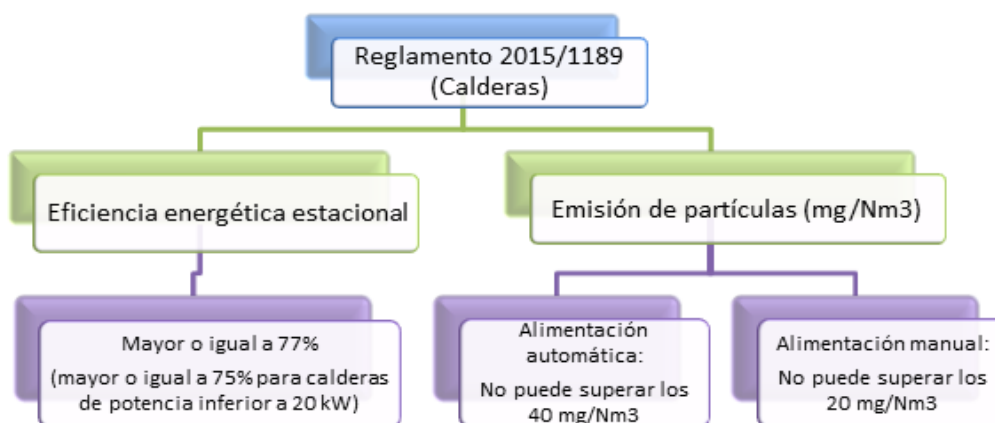 Reglamento 2015/1189
(Calderas)
Eficiencia energética estacional
Emisión de partículas (mg/Nm3)
Mayor o igual a 77%
(mayor o igual a 75% para calderas
de potencia inferior a 20 kW)
Alimentación
automática:
No puede superar los
40 mg/Nm3
Alimentación manual:
No puede superar los
20 mg/Nm3